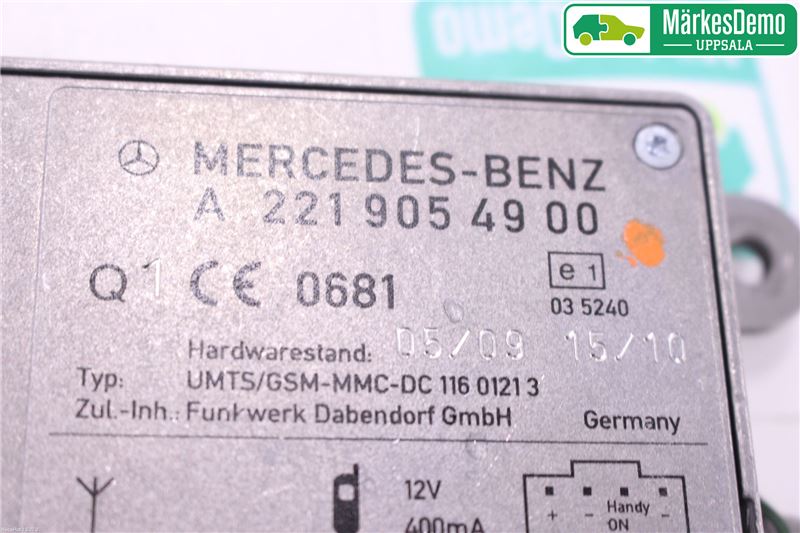 MärkesDemo
UPPSALA
MERCEDES-BENZ
A 221 905 49 00
Q1 CE 0681
e 1
03 5240
Hardwarestand: 05/09 15/10
Typ.: UMTS/GSM-MMC-DC 116 0121 3
Zul.-Inh.: Funkwerk Dabendorf GmbH Germany
12V
400mA
+ - Handy -
ON